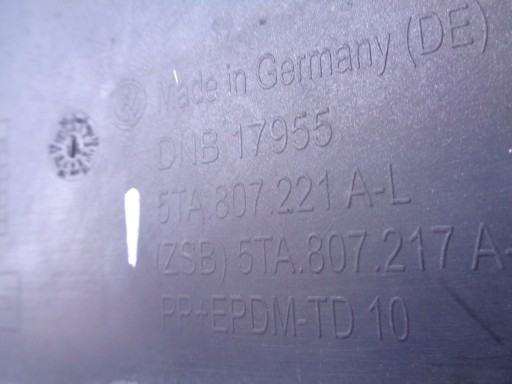 Made in Germany (DE)
DNB 17955
5TA.807.221 A-L
(ZSB) 5TA.807.217 A-
PP+EPDM-TD 10